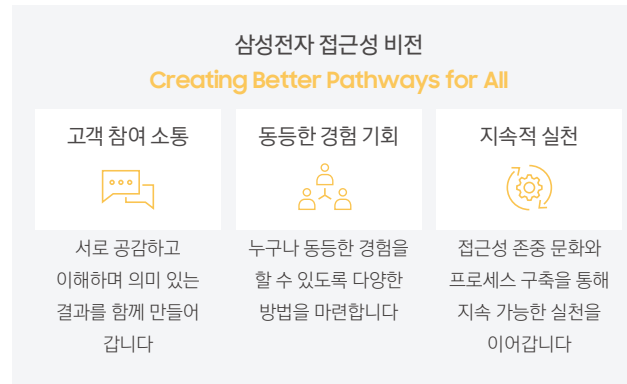 삼성전자 접근성 비전
Creating Better Pathways for All
고객 참여 소통
서로 공감하고
이해하며 의미 있는
결과를 함께 만들어
갑니다
동등한 경험 기회
누구나 동등한 경험을
할 수 있도록 다양한
방법을 마련합니다
지속적 실천
접근성 존중 문화와
프로세스 구축을 통해
지속 가능한 실천을
이어갑니다